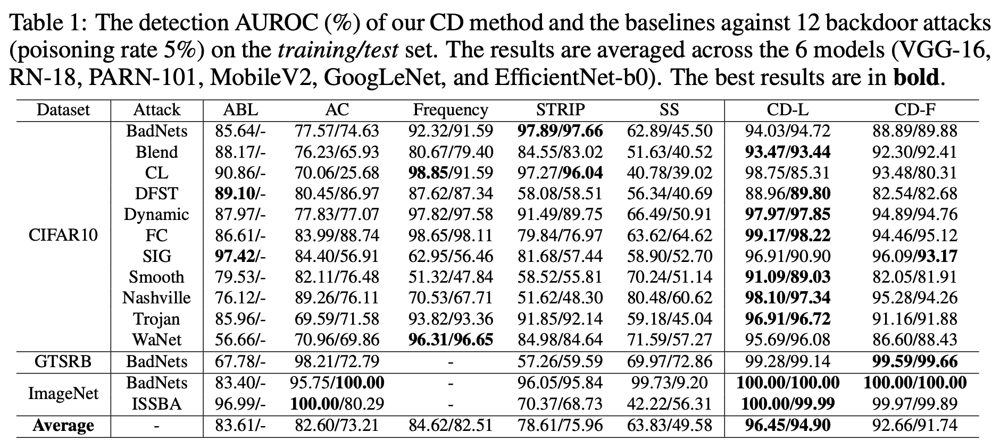 Table 1: The detection AUROC (%) of our CD method and the baselines against 12 backdoor attacks
(poisoning rate 5%) on the training/test set. The results are averaged across the 6 models (VGG-16,
RN-18, PARN-101, MobileV2, GoogLeNet, and EfficientNet-b0). The best results are in bold.
Dataset Attack ABL AC Frequency STRIP SS CD-L CD-F
BadNets 85.64/- 77.57/74.63 92.32/91.59 97.89/97.66 62.89/45.50 94.03/94.72 88.89/89.88
Blend 88.17/- 76.23/65.93 80.67/79.40 84.55/83.02 51.63/40.52 93.47/93.44 92.30/92.41
CL 90.86/- 70.06/25.68 98.85/91.59 97.27/96.04 40.78/39.02 98.75/85.31 93.48/80.31
DFST 89.10/- 80.45/86.97 87.62/87.34 58.08/58.51 56.34/40.69 88.96/89.80 82.54/82.68
Dynamic 87.97/- 77.83/77.07 97.82/97.58 91.49/89.75 66.49/50.91 97.97/97.85 94.89/94.76
CIFAR10 FC 86.61/- 83.99/88.74 98.65/98.11 79.84/76.97 63.62/64.62 99.17/98.22 94.46/95.12
SIG 97.42/- 84.40/56.91 62.95/56.46 81.68/57.44 58.90/52.70 96.91/90.90 96.09/93.17
Smooth 79.53/- 82.11/76.48 51.32/47.84 58.52/55.81 70.24/51.14 91.09/89.03 82.05/81.91
Nashville 76.12/- 89.26/76.11 70.53/67.71 51.62/48.30 80.48/60.62 98.10/97.34 95.28/94.26
Trojan 85.96/- 69.59/71.58 93.82/93.36 91.85/92.14 59.18/45.04 96.91/96.72 91.16/91.88
WaNet 56.66/- 70.96/69.86 96.31/96.65 84.98/84.64 71.59/57.27 95.69/96.08 86.60/88.43
GTSRB BadNets 67.78/- 98.21/72.79 - 57.26/59.59 69.97/72.86 99.28/99.14 99.59/99.66
ImageNet BadNets 83.40/- 95.75/100.00 - 96.05/95.84 99.73/9.20 100.00/100.00 100.00/100.00
ISSBA 96.99/- 100.00/80.29 - 70.37/68.73 42.22/56.31 100.00/99.99 99.97/99.89
Average - 83.61/- 82.60/73.21 84.62/82.51 78.61/75.96 63.83/49.58 96.45/94.90 92.66/91.74